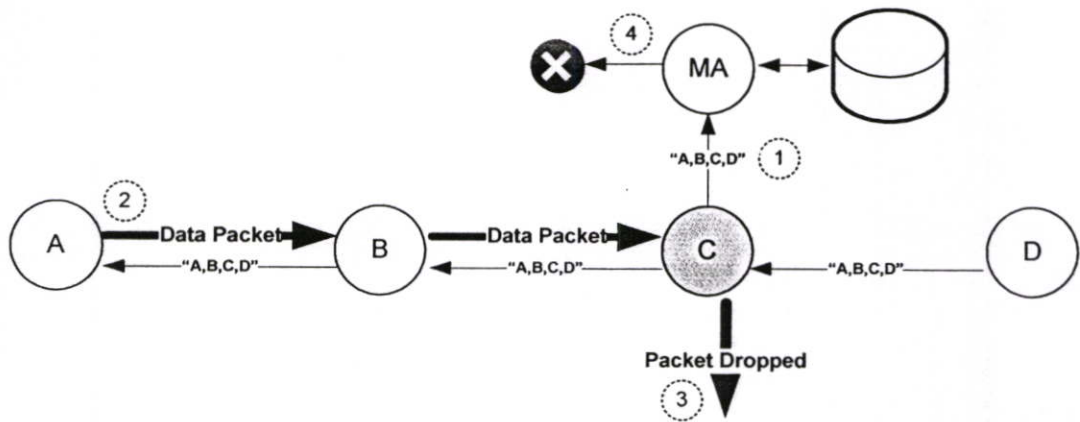 4
MA
"A,B,C,D"
1
2
A
Data Packet
B
Data Packet
C
D
"A,B,C,D"
"A,B,C,D"
"A,B,C,D"
Packet Dropped
3